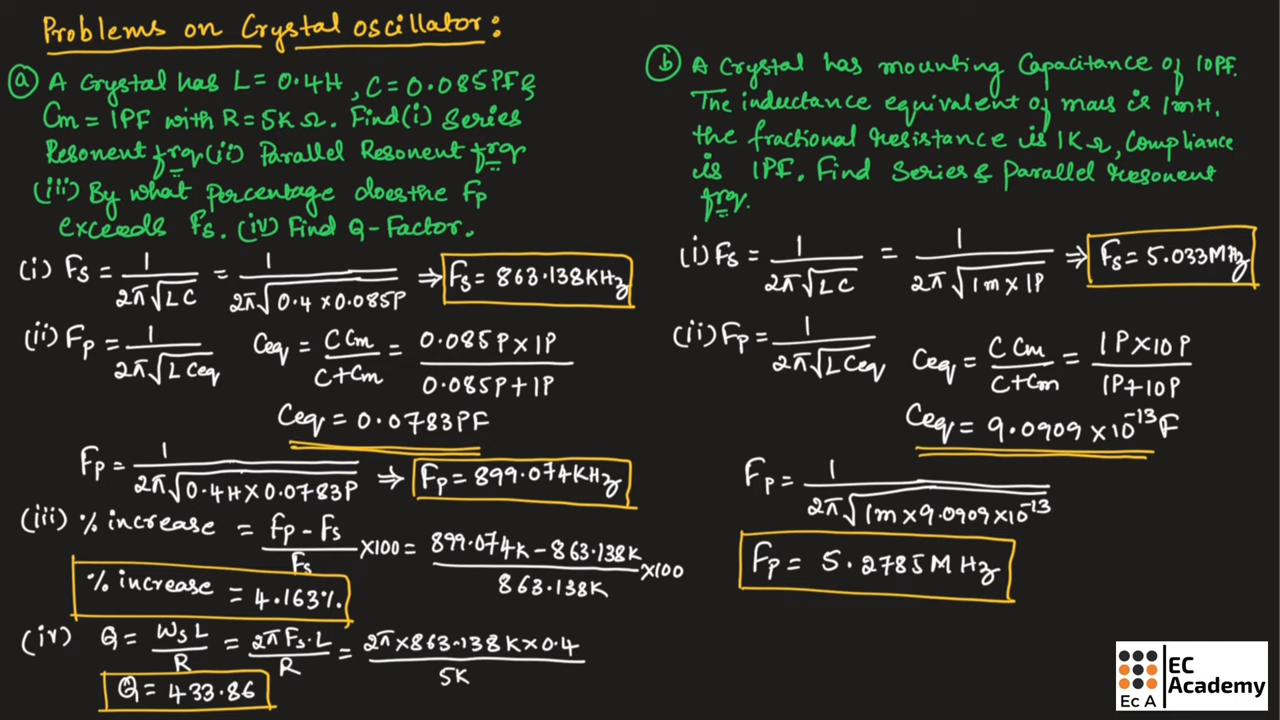 Problems on Crystal oscillator:
(a) A Crystal has L = 0.4H, C = 0.085PF &
Cm = 1PF with R = 5KΩ. Find (i) Series
Resonent frq (ii) Parallel Resonent frq
(iii) By what percentage does the Fp
exceeds Fs. (iv) Find Q-Factor.
(i) Fs = 1 / 2π√LC = 1 / 2π√0.4 × 0.085P ⇒ Fs = 863.138KHz
(ii) Fp = 1 / 2π√L Ceq Ceq = C Cm / C+Cm = 0.085P × 1P / 0.085P + 1P
Ceq = 0.0783PF
Fp = 1 / 2π√0.4H × 0.0783P ⇒ Fp = 899.074KHz
(iii) % increase = fp - Fs / Fs ×100 = 899.074K - 863.138K / 863.138K ×100
% increase = 4.163%.
(iv) Q = WsL / R = 2πFs.L / R = 2π × 863.138K × 0.4 / 5K
Q = 433.86
(b) A Crystal has mounting Capacitance of 10PF.
The inductance equivalent of mass is 1mH,
the fractional resistance is 1KΩ, Compliance
is 1PF. Find Series & parallel resonent
frq.
(i) Fs = 1 / 2π√LC = 1 / 2π√1m × 1P ⇒ Fs = 5.033MHz
(ii) Fp = 1 / 2π√L Ceq Ceq = C Cm / C+Cm = 1P × 10P / 1P + 10P
Ceq = 9.0909 × 10⁻¹³F
Fp = 1 / 2π√1m × 9.0909 × 10⁻¹³
Fp = 5.2785MHz
EC
Academy
Ec A